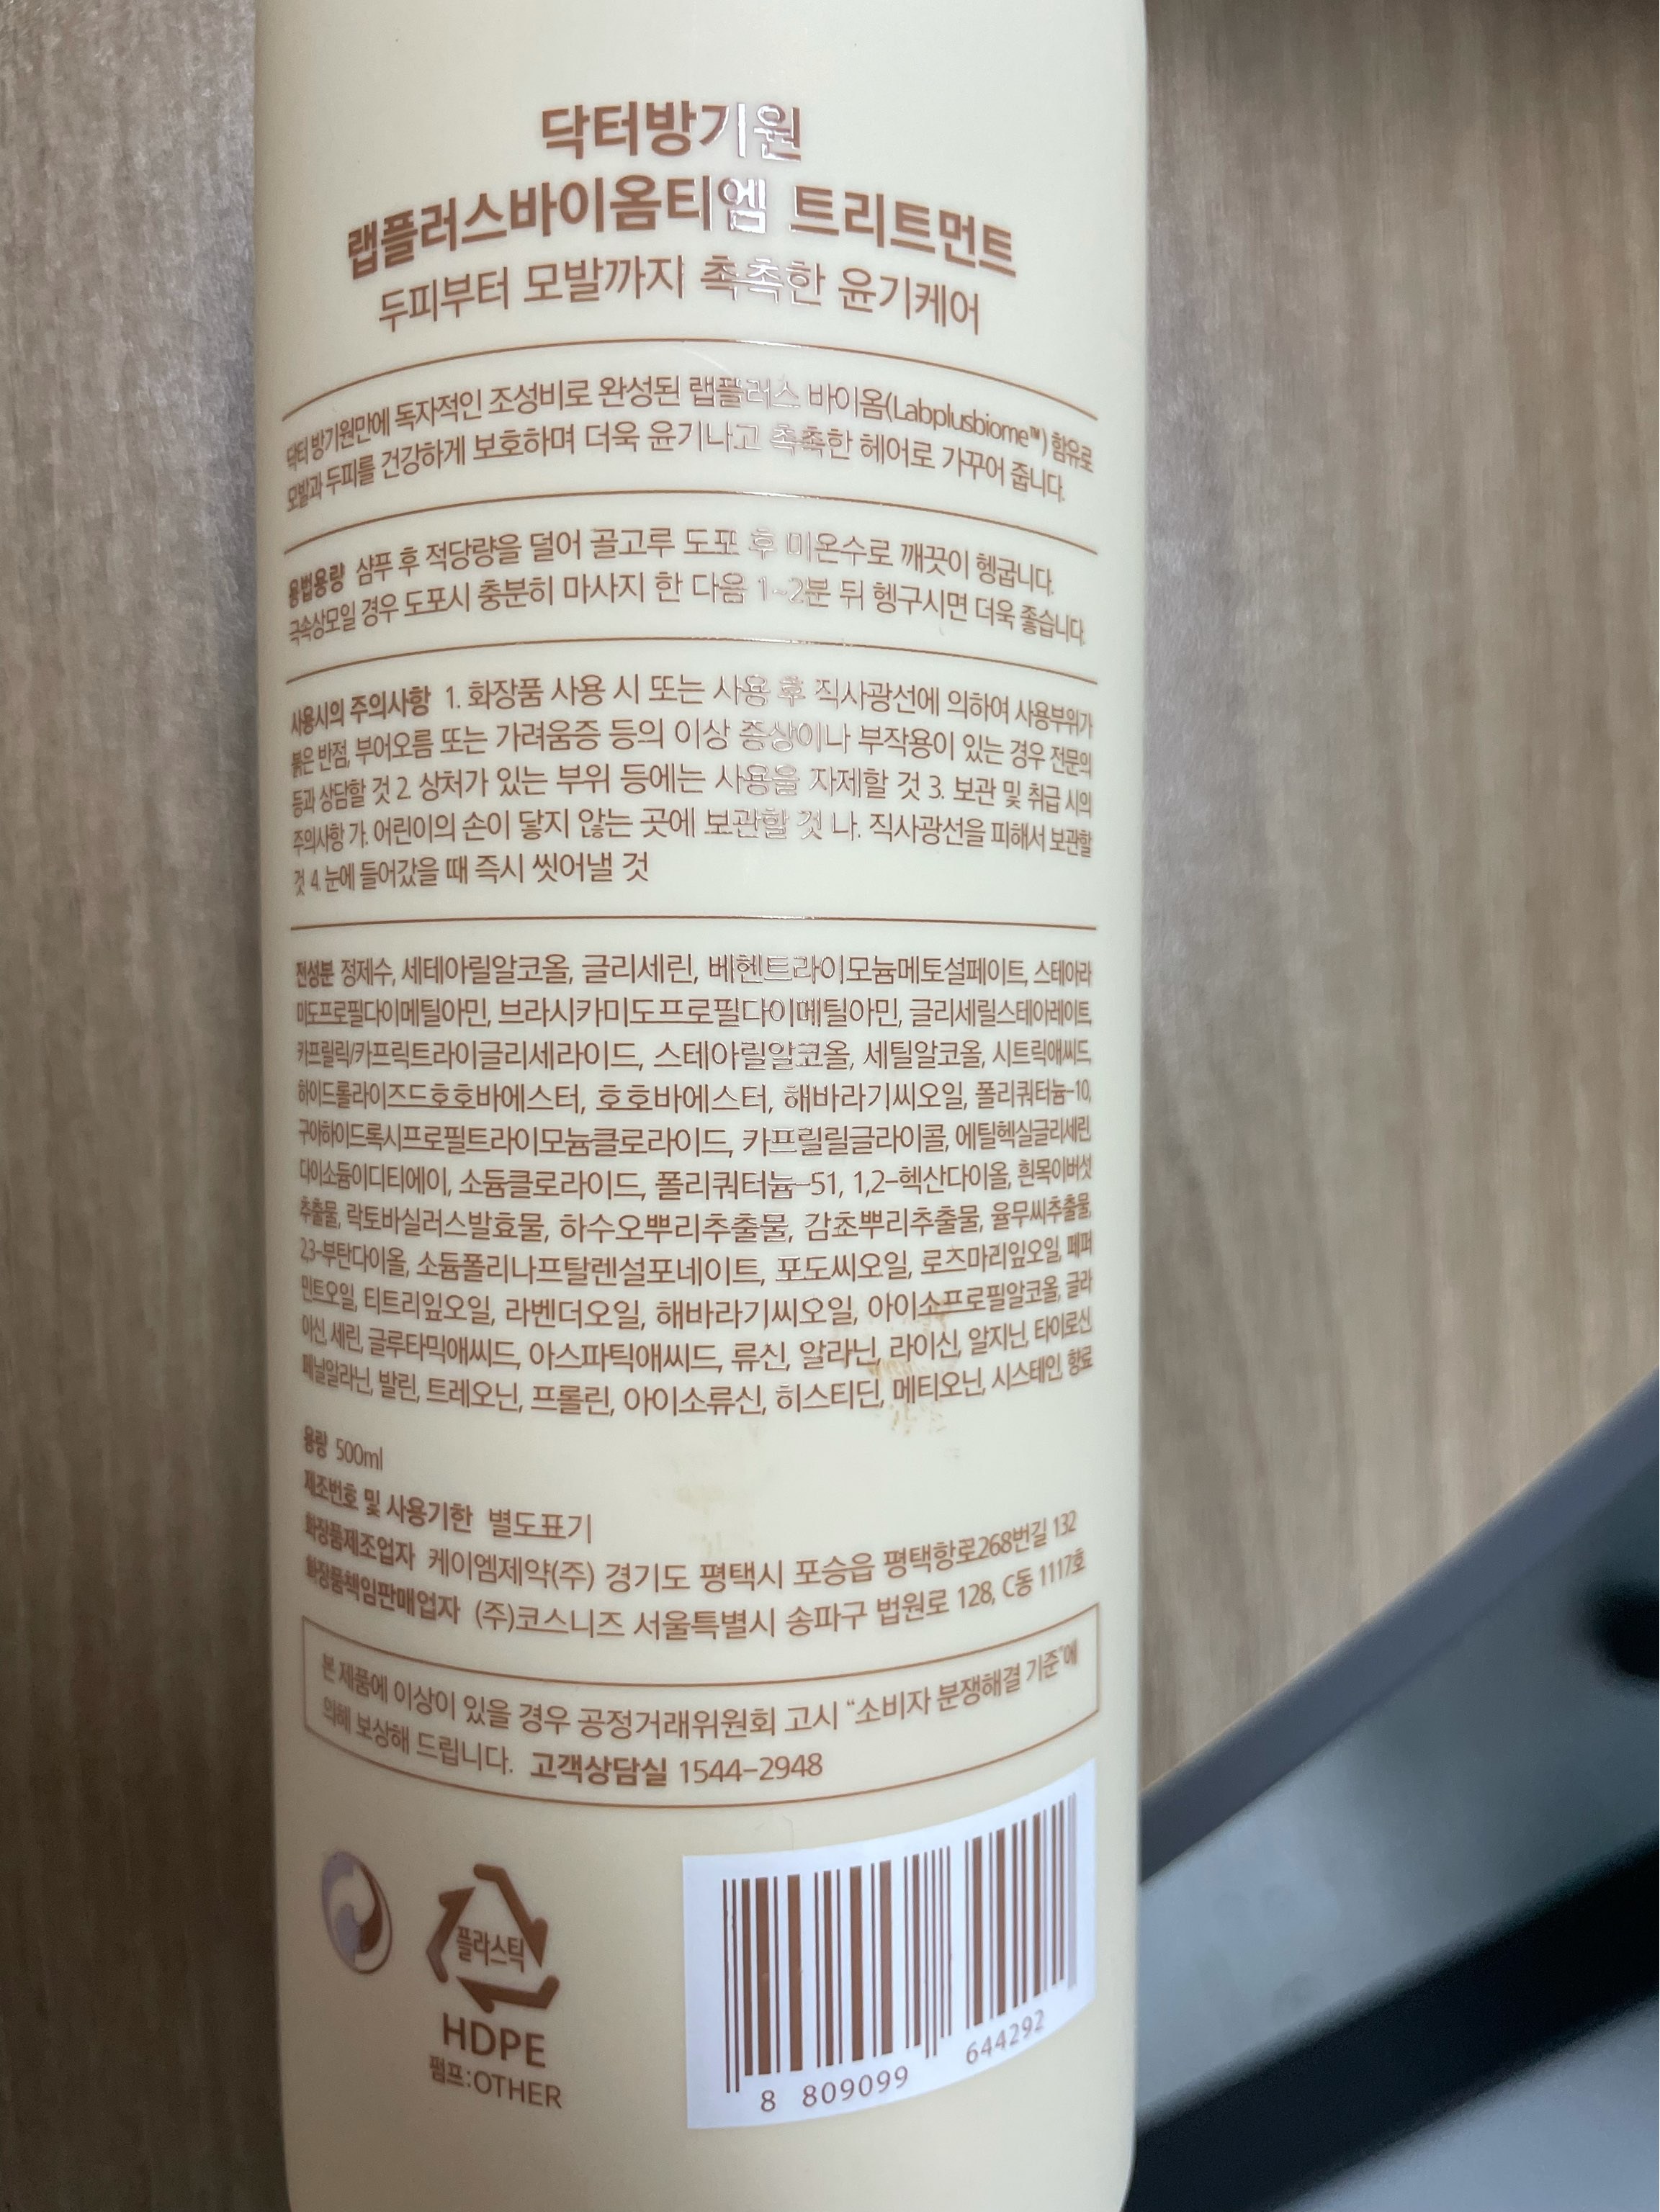 닥터방기원
랩플러스바이옴티엠 트리트먼트
두피부터 모발까지 촉촉한 윤기케어
닥터 방기원만에 독자적인 조성비로 완성된 랩플러스 바이옴(Labplusbiome™) 함유로
모발과 두피를 건강하게 보호하며 더욱 윤기나고 촉촉한 헤어로 가꾸어 줍니다.
용법용량 샴푸 후 적당량을 덜어 골고루 도포 후 미온수로 깨끗이 헹굽니다.
극속상모일 경우 도포시 충분히 마사지 한 다음 1~2분 뒤 헹구시면 더욱 좋습니다.
사용시의 주의사항 1. 화장품 사용 시 또는 사용 후 직사광선에 의하여 사용부위가
붉은 반점, 부어오름 또는 가려움증 등의 이상 증상이나 부작용이 있는 경우 전문의
등과 상담할 것 2. 상처가 있는 부위 등에는 사용을 자제할 것 3. 보관 및 취급 시의
주의사항 가. 어린이의 손이 닿지 않는 곳에 보관할 것 나. 직사광선을 피해서 보관할
것 4. 눈에 들어갔을 때 즉시 씻어낼 것
전성분 정제수, 세테아릴알코올, 글리세린, 베헨트라이모늄메토설페이트, 스테아라
미도프로필다이메틸아민, 브라시카미도프로필다이메틸아민, 글리세릴스테아레이트,
카프릴릭/카프릭트라이글리세라이드, 스테아릴알코올, 세틸알코올, 시트릭애씨드,
하이드롤라이즈드호호바에스터, 호호바에스터, 해바라기씨오일, 폴리쿼터늄-10,
구아하이드록시프로필트라이모늄클로라이드, 카프릴릴글라이콜, 에틸헥실글리세린,
다이소듐이디티에이, 소듐클로라이드, 폴리쿼터늄-51, 1,2-헥산다이올, 흰목이버섯
추출물, 락토바실러스발효물, 하수오뿌리추출물, 감초뿌리추출물, 율무씨추출물,
2,3-부탄다이올, 소듐폴리나프탈렌설포네이트, 포도씨오일, 로즈마리잎오일, 페퍼
민트오일, 티트리잎오일, 라벤더오일, 해바라기씨오일, 아이소프로필알코올, 글라
이신, 세린, 글루타믹애씨드, 아스파틱애씨드, 류신, 알라닌, 라이신, 알지닌, 타이로신,
페닐알라닌, 발린, 트레오닌, 프롤린, 아이소류신, 히스티딘, 메티오닌, 시스테인, 향료
용량 500ml
제조번호 및 사용기한 별도표기
화장품제조업자 케이엠제약(주) 경기도 평택시 포승읍 평택항로268번길 132
화장품책임판매업자 (주)코스니즈 서울특별시 송파구 법원로 128, C동 1117호
본 제품에 이상이 있을 경우 공정거래위원회 고시 “소비자 분쟁해결 기준”에
의해 보상해 드립니다. 고객상담실 1544-2948
플라스틱
HDPE
펌프:OTHER
8 809099 644292